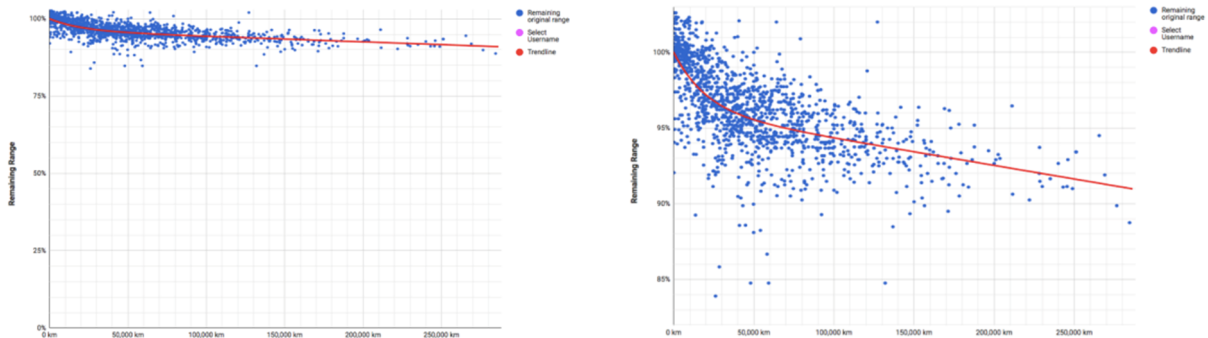 100%
75%
50%
25%
0%
Remaining Range
0 km
50,000 km
100,000 km
150,000 km
200,000 km
250,000 km
Remaining
original range
Select
Username
Trendline
100%
95%
90%
85%
Remaining Range
0 km
50,000 km
100,000 km
150,000 km
200,000 km
250,000 km
Remaining
original range
Select
Username
Trendline